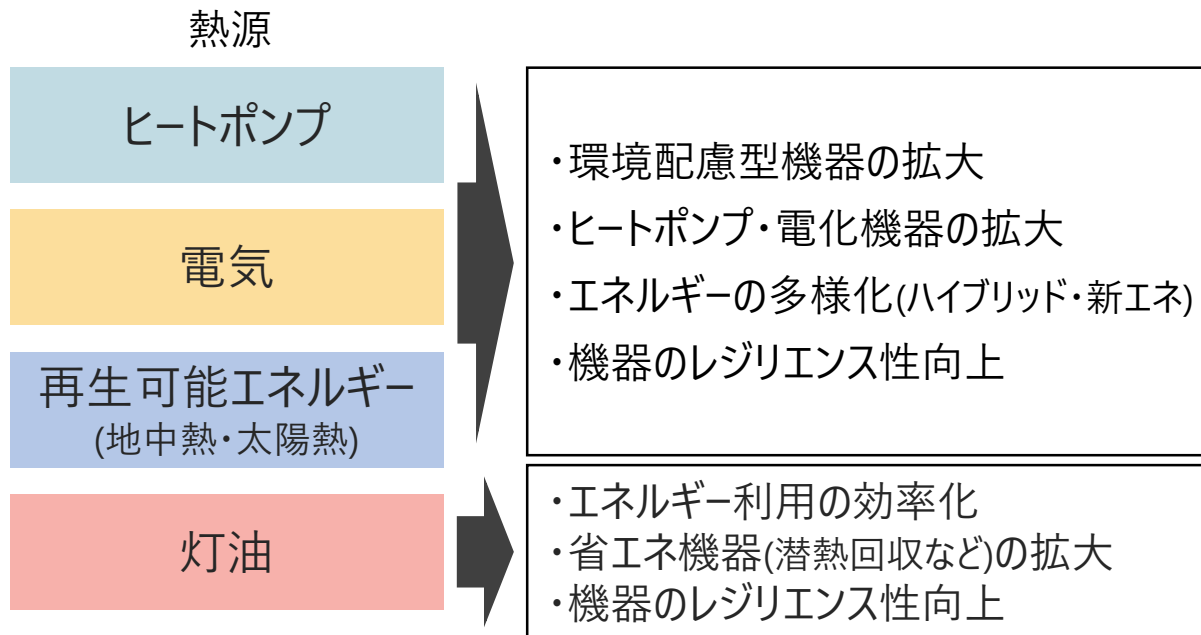 熱源
ヒートポンプ
電気
再生可能エネルギー
(地中熱・太陽熱)
灯油
・環境配慮型機器の拡大
・ヒートポンプ・電化機器の拡大
・エネルギーの多様化(ハイブリッド・新エネ)
・機器のレジリエンス性向上
・エネルギー利用の効率化
・省エネ機器(潜熱回収など)の拡大
・機器のレジリエンス性向上